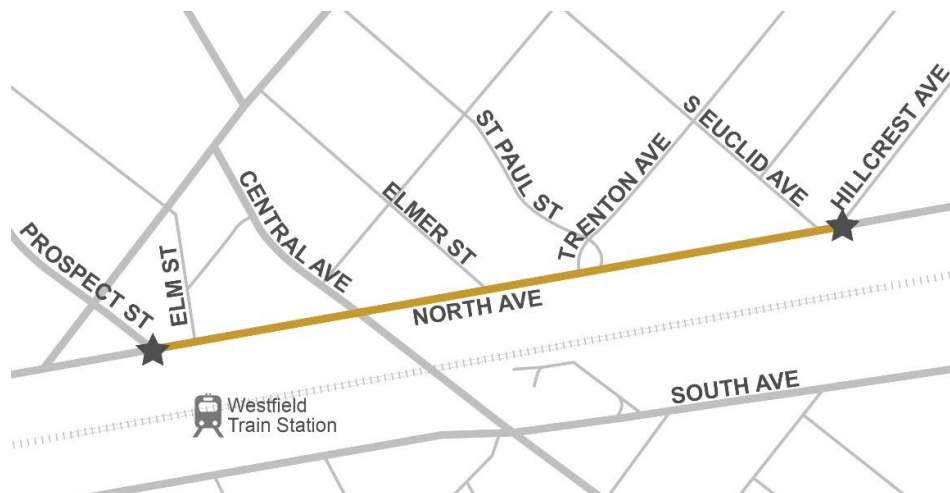 PROSPECT ST
ELM ST
CENTRAL AVE
ELMER ST
ST PAUL ST
TRENTON AVE
S EUCLID AVE
HILLCREST AVE
NORTH AVE
SOUTH AVE
Westfield
Train Station